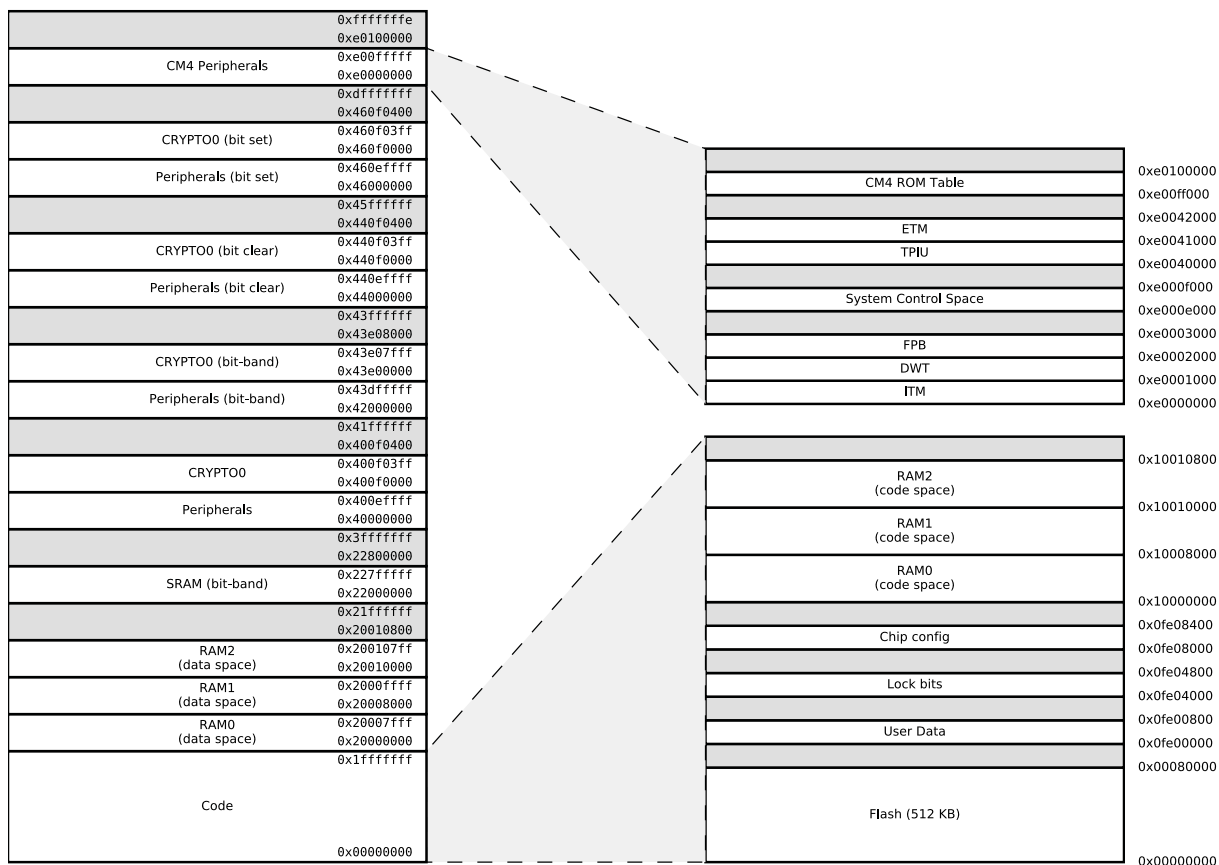 0xfffffffe
0xe0100000
CM4 Peripherals
0xe00fffff
0xe0000000
0xdfffffff
0x460f0400
CRYPTO0 (bit set)
0x460f03ff
0x460f0000
Peripherals (bit set)
0x460effff
0x46000000
0x45ffffff
0x440f0400
CRYPTO0 (bit clear)
0x440f03ff
0x440f0000
Peripherals (bit clear)
0x440effff
0x44000000
0x43ffffff
0x43e08000
CRYPTO0 (bit-band)
0x43e07fff
0x43e00000
Peripherals (bit-band)
0x43dfffff
0x42000000
0x41ffffff
0x400f0400
CRYPTO0
0x400f03ff
0x400f0000
Peripherals
0x400effff
0x40000000
0x3fffffff
0x22800000
SRAM (bit-band)
0x227fffff
0x22000000
0x21ffffff
0x20010800
RAM2
(data space)
0x200107ff
0x20010000
RAM1
(data space)
0x2000ffff
0x20008000
RAM0
(data space)
0x20007fff
0x20000000
0x1fffffff
Code
0x00000000
0xe0100000
CM4 ROM Table
0xe00ff000
0xe0042000
ETM
0xe0041000
TPIU
0xe0040000
0xe000f000
System Control Space
0xe000e000
0xe0003000
FPB
0xe0002000
DWT
0xe0001000
ITM
0xe0000000
0x10010800
RAM2
(code space)
0x10010000
RAM1
(code space)
0x10008000
RAM0
(code space)
0x10000000
0x0fe08400
Chip config
0x0fe08000
0x0fe04800
Lock bits
0x0fe04000
0x0fe00800
User Data
0x0fe00000
0x00080000
Flash (512 KB)
0x00000000